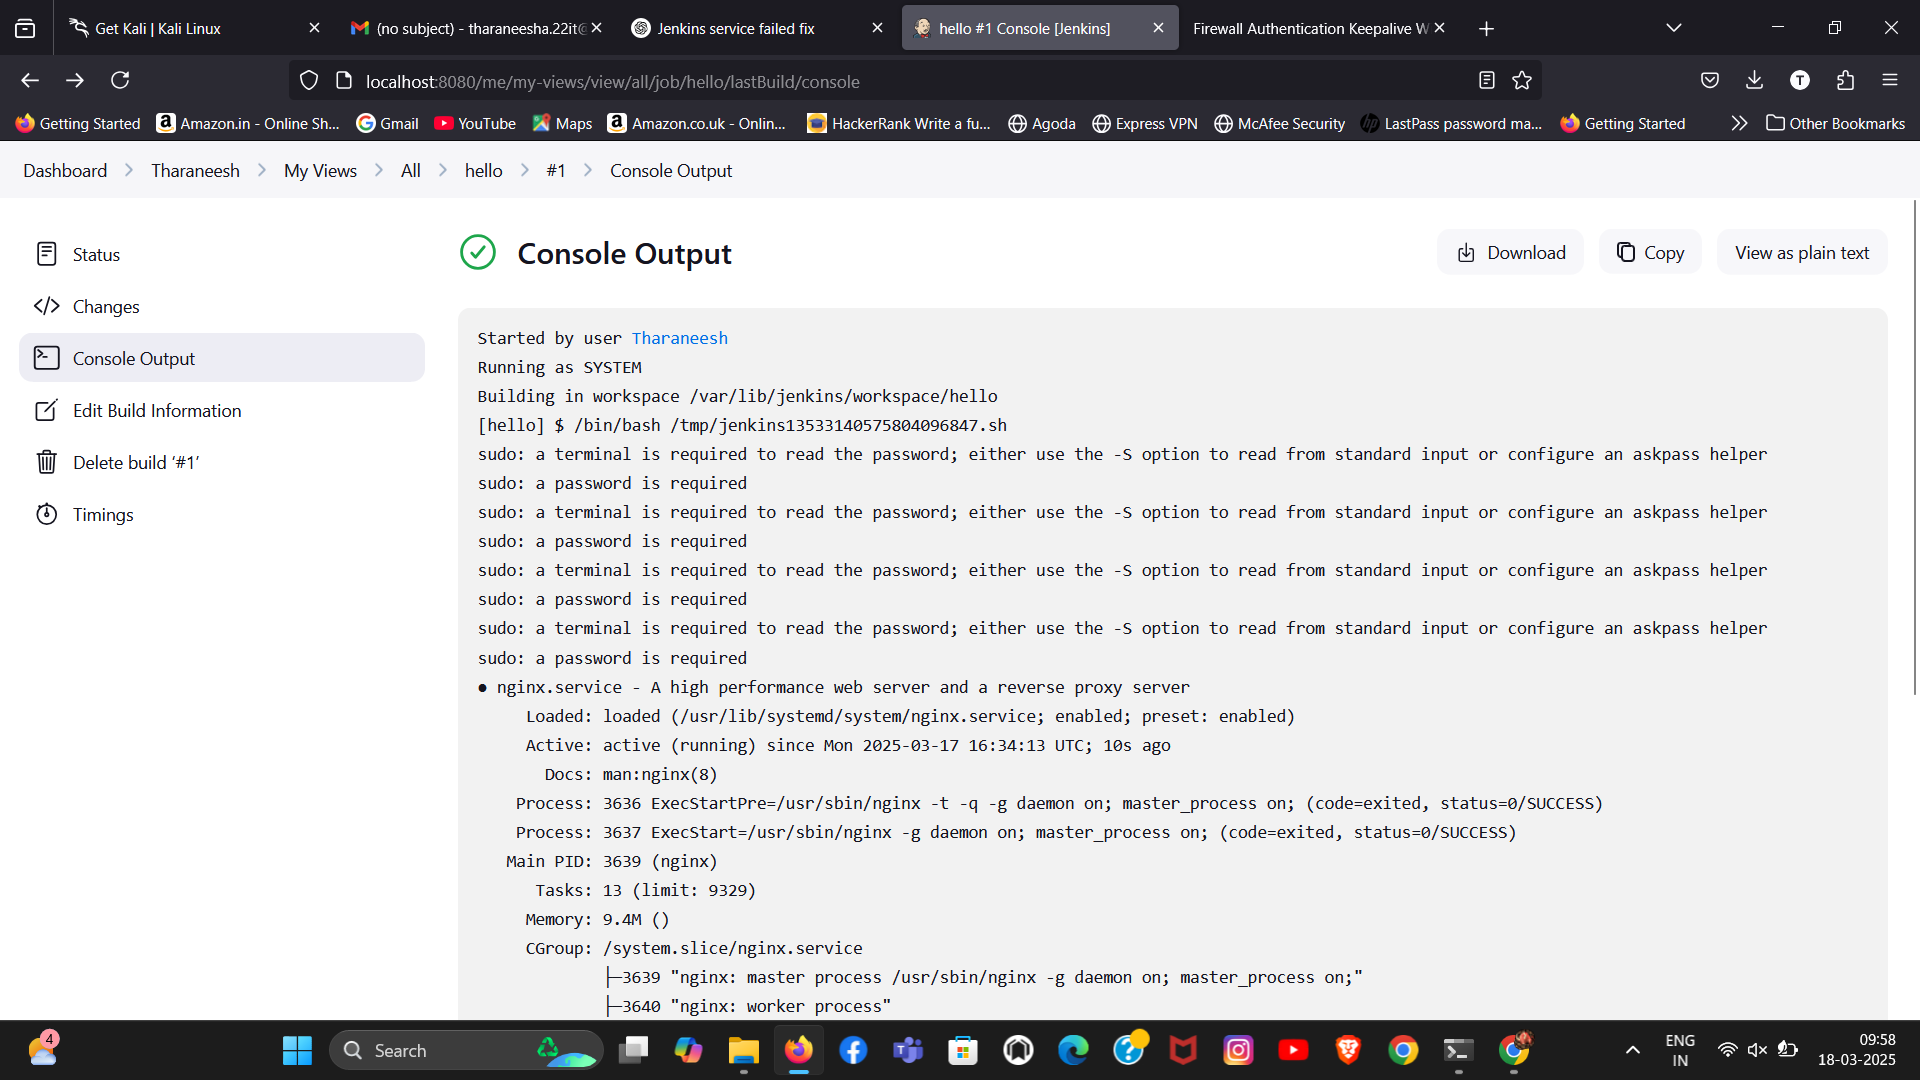 Get Kali | Kali Linux
(no subject) - tharaneesha.22it@
Jenkins service failed fix
hello #1 Console [Jenkins]
Firewall Authentication Keepalive W
localhost:8080/me/my-views/view/all/job/hello/lastBuild/console
T
Getting Started
Amazon.in - Online Sh...
Gmail
YouTube
Maps
Amazon.co.uk - Onlin...
HackerRank Write a fu...
Agoda
Express VPN
McAfee Security
LastPass password ma...
Getting Started
Other Bookmarks
Dashboard > Tharaneesh > My Views > All > hello > #1 > Console Output
Status
Changes
Console Output
Edit Build Information
Delete build ‘#1’
Timings
Console Output
Download
Copy
View as plain text
Started by user Tharaneesh
Running as SYSTEM
Building in workspace /var/lib/jenkins/workspace/hello
[hello] $ /bin/bash /tmp/jenkins13533140575804096847.sh
sudo: a terminal is required to read the password; either use the -S option to read from standard input or configure an askpass helper
sudo: a password is required
sudo: a terminal is required to read the password; either use the -S option to read from standard input or configure an askpass helper
sudo: a password is required
sudo: a terminal is required to read the password; either use the -S option to read from standard input or configure an askpass helper
sudo: a password is required
sudo: a terminal is required to read the password; either use the -S option to read from standard input or configure an askpass helper
sudo: a password is required
● nginx.service - A high performance web server and a reverse proxy server
Loaded: loaded (/usr/lib/systemd/system/nginx.service; enabled; preset: enabled)
Active: active (running) since Mon 2025-03-17 16:34:13 UTC; 10s ago
Docs: man:nginx(8)
Process: 3636 ExecStartPre=/usr/sbin/nginx -t -q -g daemon on; master_process on; (code=exited, status=0/SUCCESS)
Process: 3637 ExecStart=/usr/sbin/nginx -g daemon on; master_process on; (code=exited, status=0/SUCCESS)
Main PID: 3639 (nginx)
Tasks: 13 (limit: 9329)
Memory: 9.4M ()
CGroup: /system.slice/nginx.service
├─3639 "nginx: master process /usr/sbin/nginx -g daemon on; master_process on;"
├─3640 "nginx: worker process"
4
Search
ENG
IN
09:58
18-03-2025